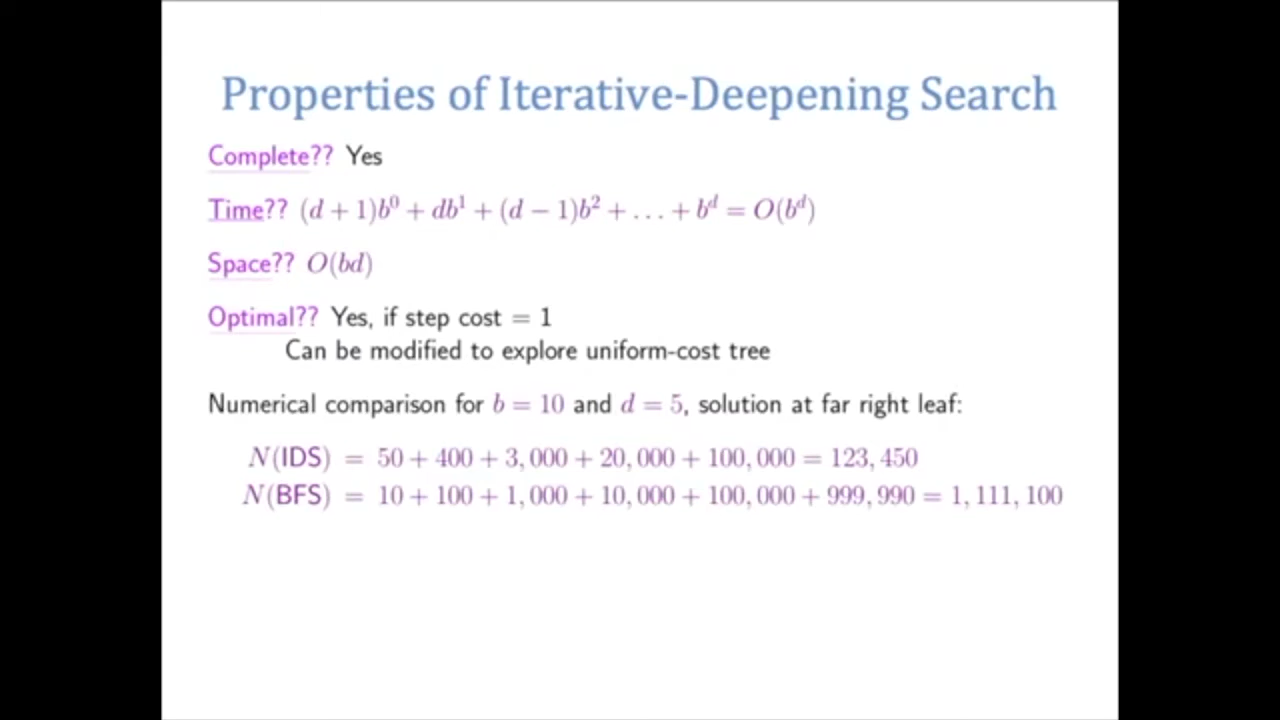 Properties of Iterative-Deepening Search
Complete?? Yes
Time?? (d + 1)b⁰ + db¹ + (d − 1)b² + … + bᵈ = O(bᵈ)
Space?? O(bd)
Optimal?? Yes, if step cost = 1
Can be modified to explore uniform-cost tree
Numerical comparison for b = 10 and d = 5, solution at far right leaf:
N(IDS) = 50 + 400 + 3,000 + 20,000 + 100,000 = 123,450
N(BFS) = 10 + 100 + 1,000 + 10,000 + 100,000 + 999,990 = 1,111,100